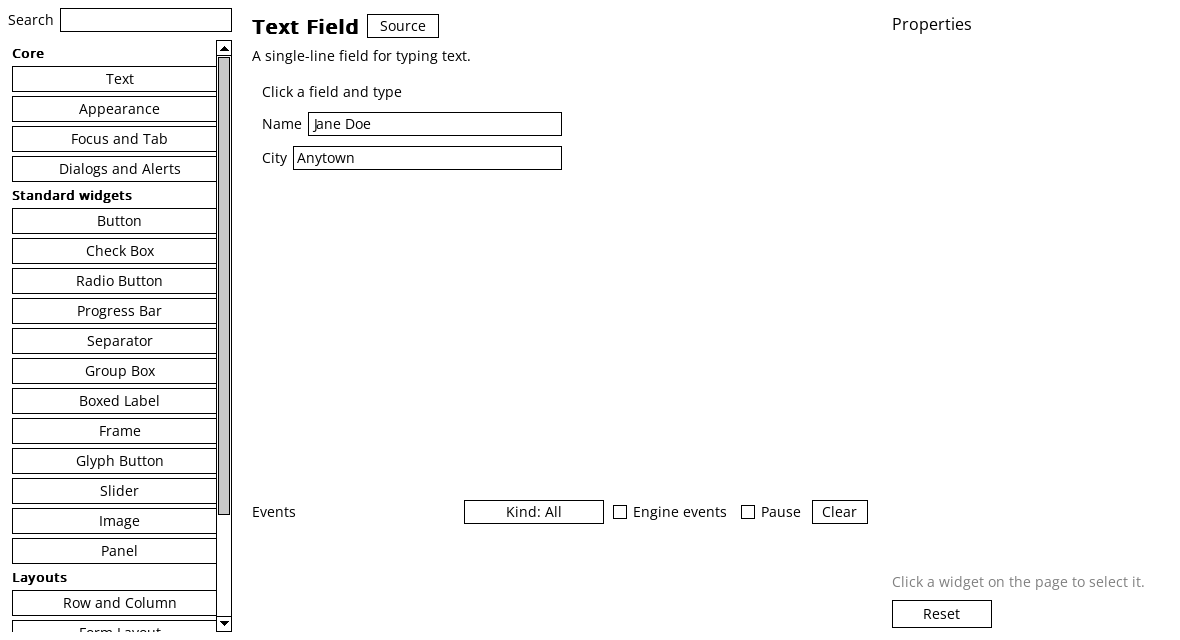 Search
Core
Text
Appearance
Focus and Tab
Dialogs and Alerts
Standard widgets
Button
Check Box
Radio Button
Progress Bar
Separator
Group Box
Boxed Label
Frame
Glyph Button
Slider
Image
Panel
Layouts
Row and Column
Form Layout
Text Field Source
A single-line field for typing text.
Click a field and type
Name Jane Doe
City Anytown
Events Kind: All Engine events Pause Clear
Properties
Click a widget on the page to select it.
Reset